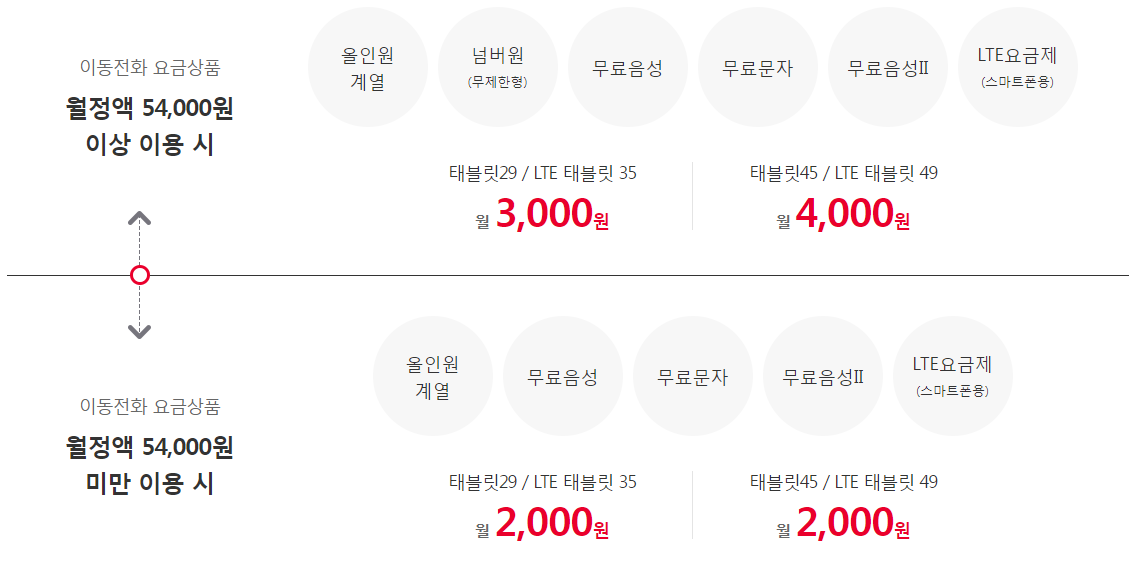 이동전화 요금상품
월정액 54,000원
이상 이용 시
올인원
계열
넘버원
(무제한형)
무료음성
무료문자
무료음성II
LTE요금제
(스마트폰용)
태블릿29 / LTE 태블릿 35
월 3,000원
태블릿45 / LTE 태블릿 49
월 4,000원
이동전화 요금상품
월정액 54,000원
미만 이용 시
올인원
계열
무료음성
무료문자
무료음성II
LTE요금제
(스마트폰용)
태블릿29 / LTE 태블릿 35
월 2,000원
태블릿45 / LTE 태블릿 49
월 2,000원